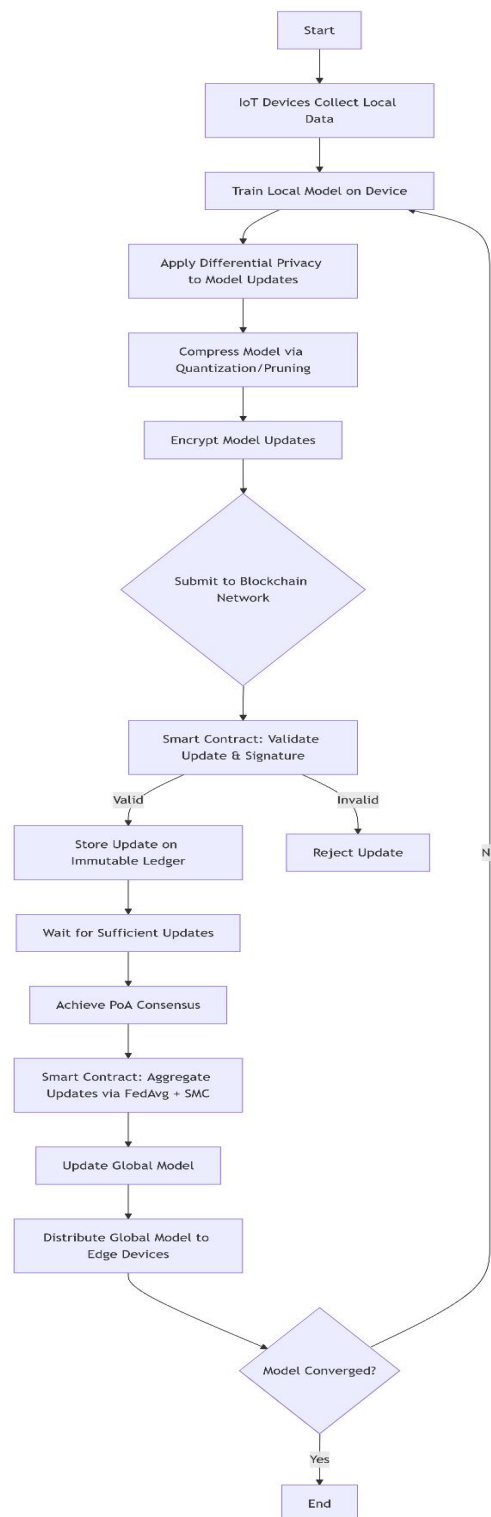 Start
IoT Devices Collect Local
Data
Train Local Model on Device
Apply Differential Privacy
to Model Updates
Compress Model via
Quantization/Pruning
Encrypt Model Updates
Submit to Blockchain
Network
Smart Contract: Validate
Update & Signature
Valid
Invalid
Store Update on
Immutable Ledger
Reject Update
N
Wait for Sufficient Updates
Achieve PoA Consensus
Smart Contract: Aggregate
Updates via FedAvg + SMC
Update Global Model
Distribute Global Model to
Edge Devices
Model Converged?
Yes
End